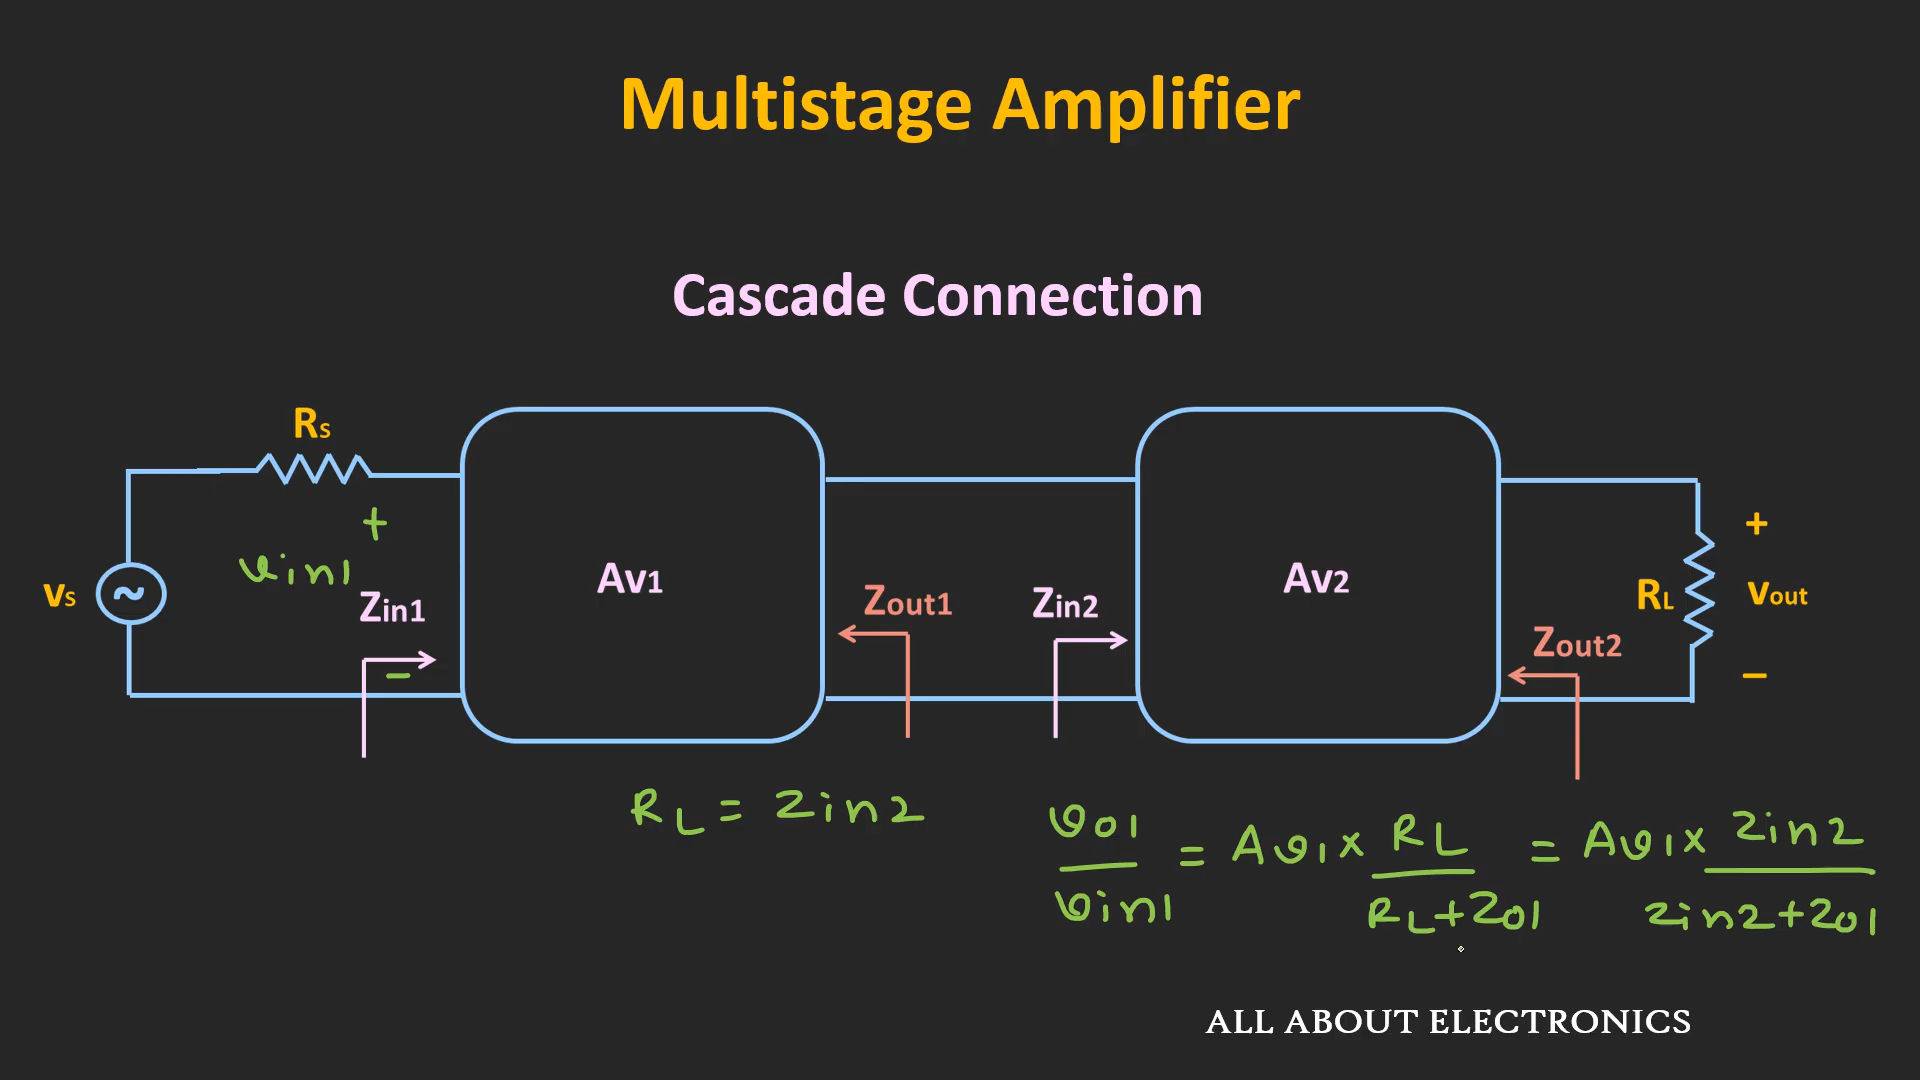 Multistage Amplifier
Cascade Connection
Rs
+
vin1
vs
Zin1
−
Av1
Zout1
Zin2
Av2
Zout2
RL
+
vout
−
RL = Zin2
vo1 / vin1 = Av1 × RL / RL+Zo1 = Av1 × Zin2 / Zin2+Zo1
ALL ABOUT ELECTRONICS